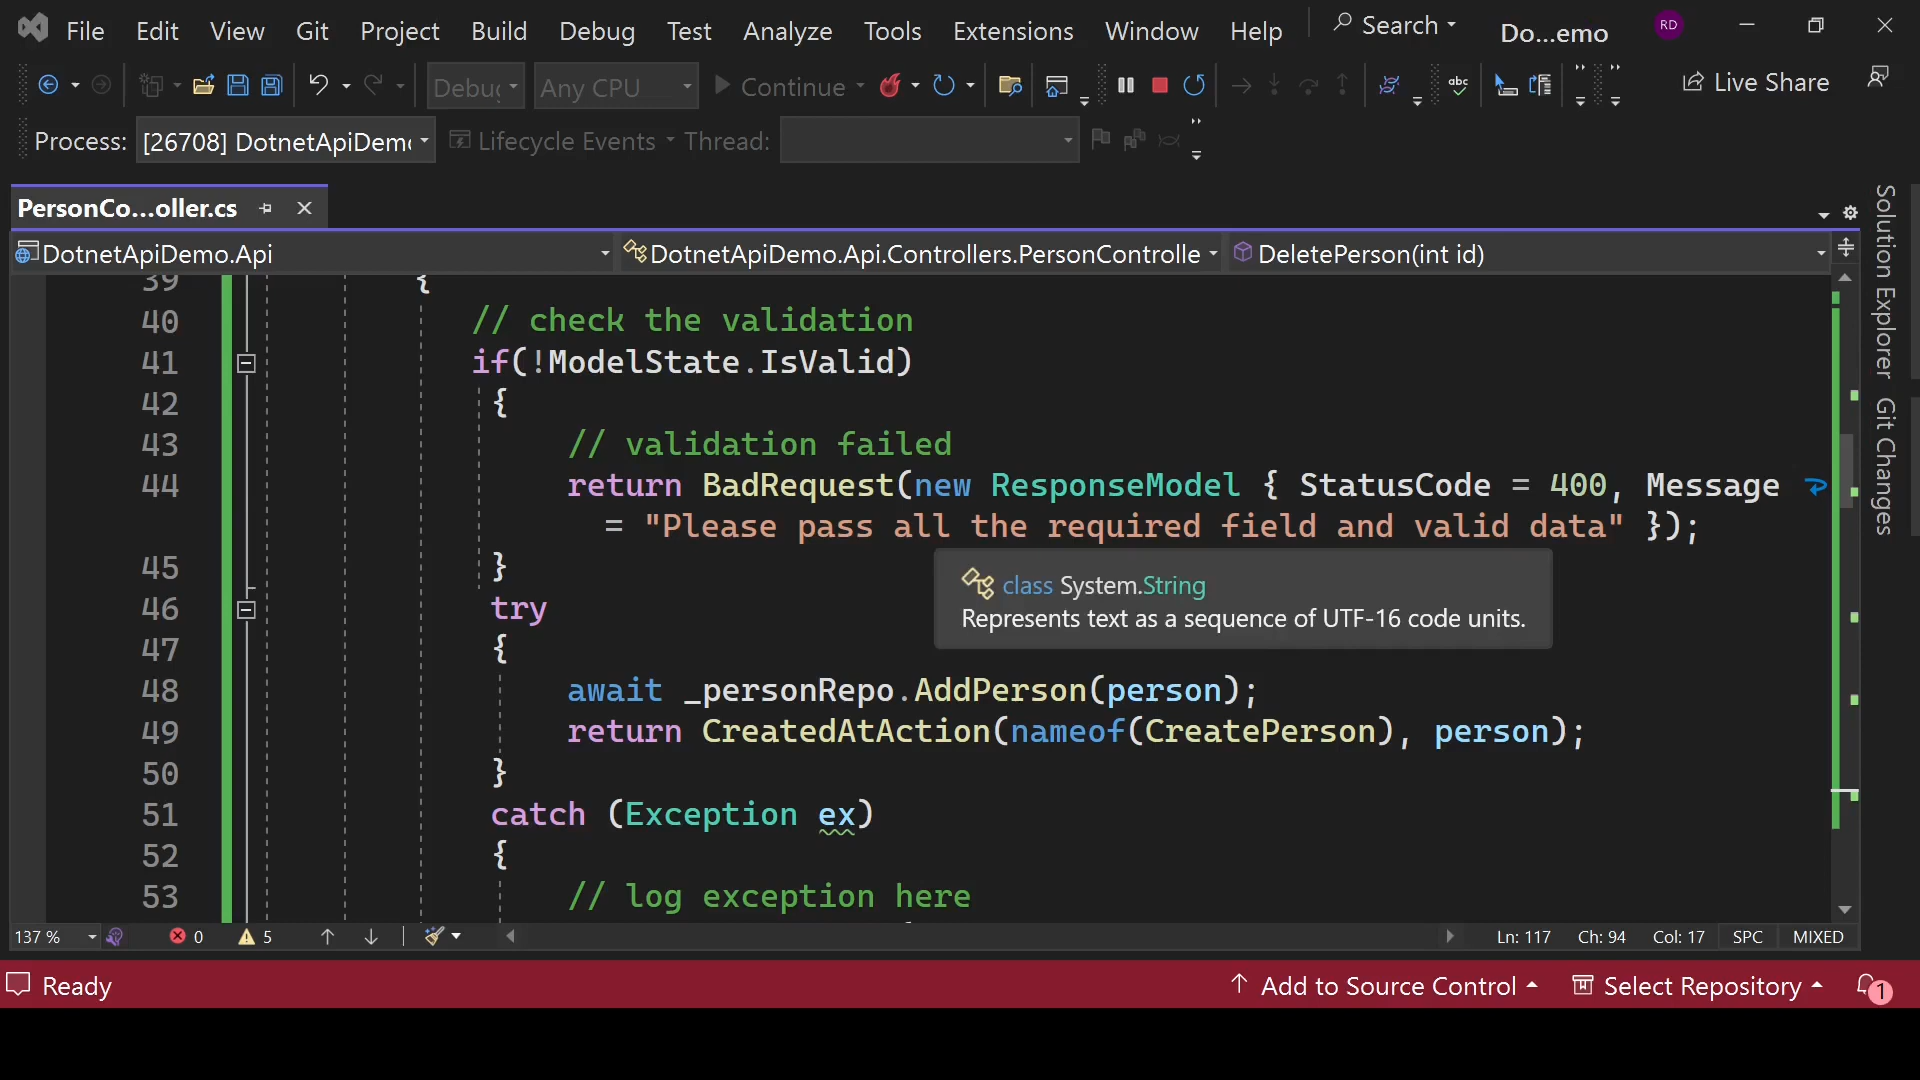 File Edit View Git Project Build Debug Test Analyze Tools Extensions Window Help Search Do...emo RD
Debug Any CPU Continue abc Live Share
Process: [26708] DotnetApiDem Lifecycle Events Thread:
PersonCo...oller.cs
DotnetApiDemo.Api DotnetApiDemo.Api.Controllers.PersonControlle DeletePerson(int id)
39 {
40 // check the validation
41 if(!ModelState.IsValid)
42 {
43 // validation failed
44 return BadRequest(new ResponseModel { StatusCode = 400, Message
= "Please pass all the required field and valid data" });
45 }
class System.String
Represents text as a sequence of UTF-16 code units.
46 try
47 {
48 await _personRepo.AddPerson(person);
49 return CreatedAtAction(nameof(CreatePerson), person);
50 }
51 catch (Exception ex)
52 {
53 // log exception here
Solution Explorer
Git Changes
137 % 0 5 Ln: 117 Ch: 94 Col: 17 SPC MIXED
Ready Add to Source Control Select Repository 1